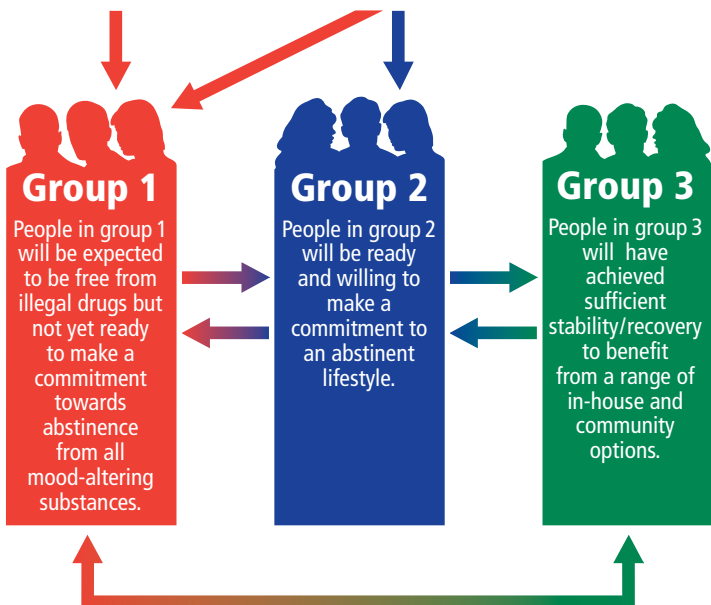 Group 1
People in group 1
will be expected
to be free from
illegal drugs but
not yet ready
to make a
commitment
towards
abstinence
from all
mood-altering
substances.
Group 2
People in group 2
will be ready
and willing to
make a
commitment to
an abstinent
lifestyle.
Group 3
People in group 3
will have
achieved
sufficient
stability/recovery
to benefit
from a range of
in-house and
community
options.